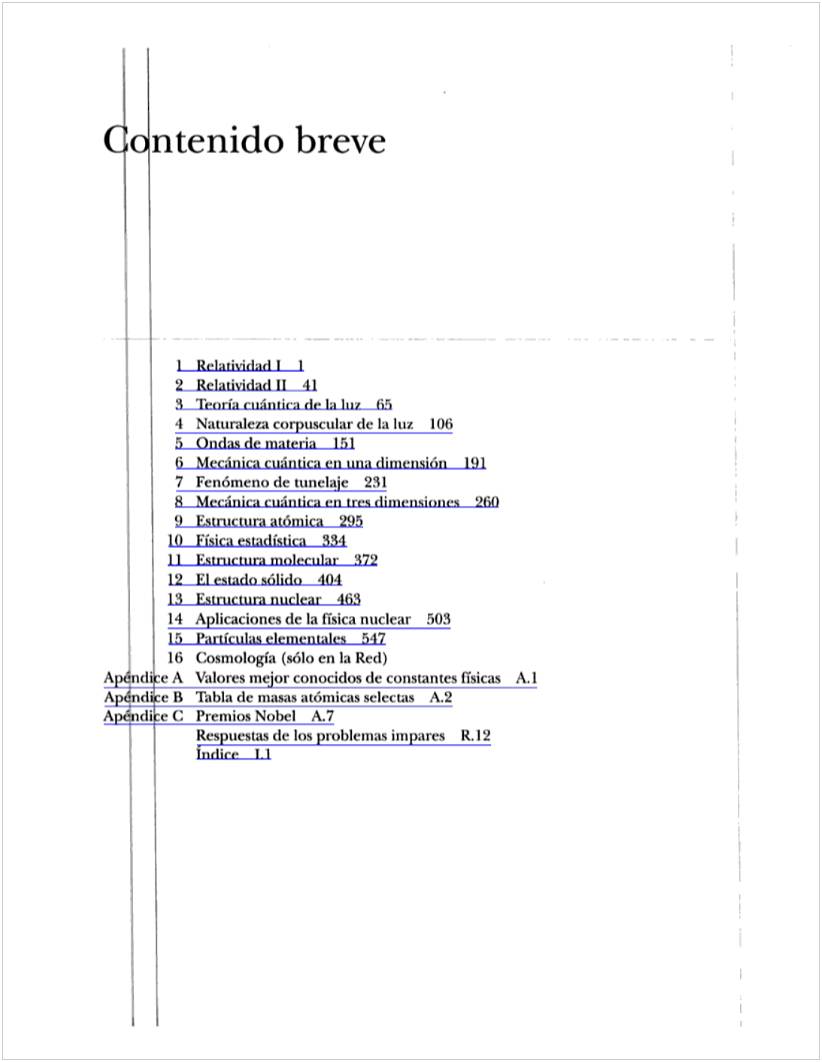 Contenido breve
1 Relatividad I 1
2 Relatividad II 41
3 Teoría cuántica de la luz 65
4 Naturaleza corpuscular de la luz 106
5 Ondas de materia 151
6 Mecánica cuántica en una dimensión 191
7 Fenómeno de tunelaje 231
8 Mecánica cuántica en tres dimensiones 260
9 Estructura atómica 295
10 Física estadística 334
11 Estructura molecular 372
12 El estado sólido 404
13 Estructura nuclear 463
14 Aplicaciones de la física nuclear 503
15 Partículas elementales 547
16 Cosmología (sólo en la Red)
Apéndice A Valores mejor conocidos de constantes físicas A.1
Apéndice B Tabla de masas atómicas selectas A.2
Apéndice C Premios Nobel A.7
Respuestas de los problemas impares R.12
Índice I.1